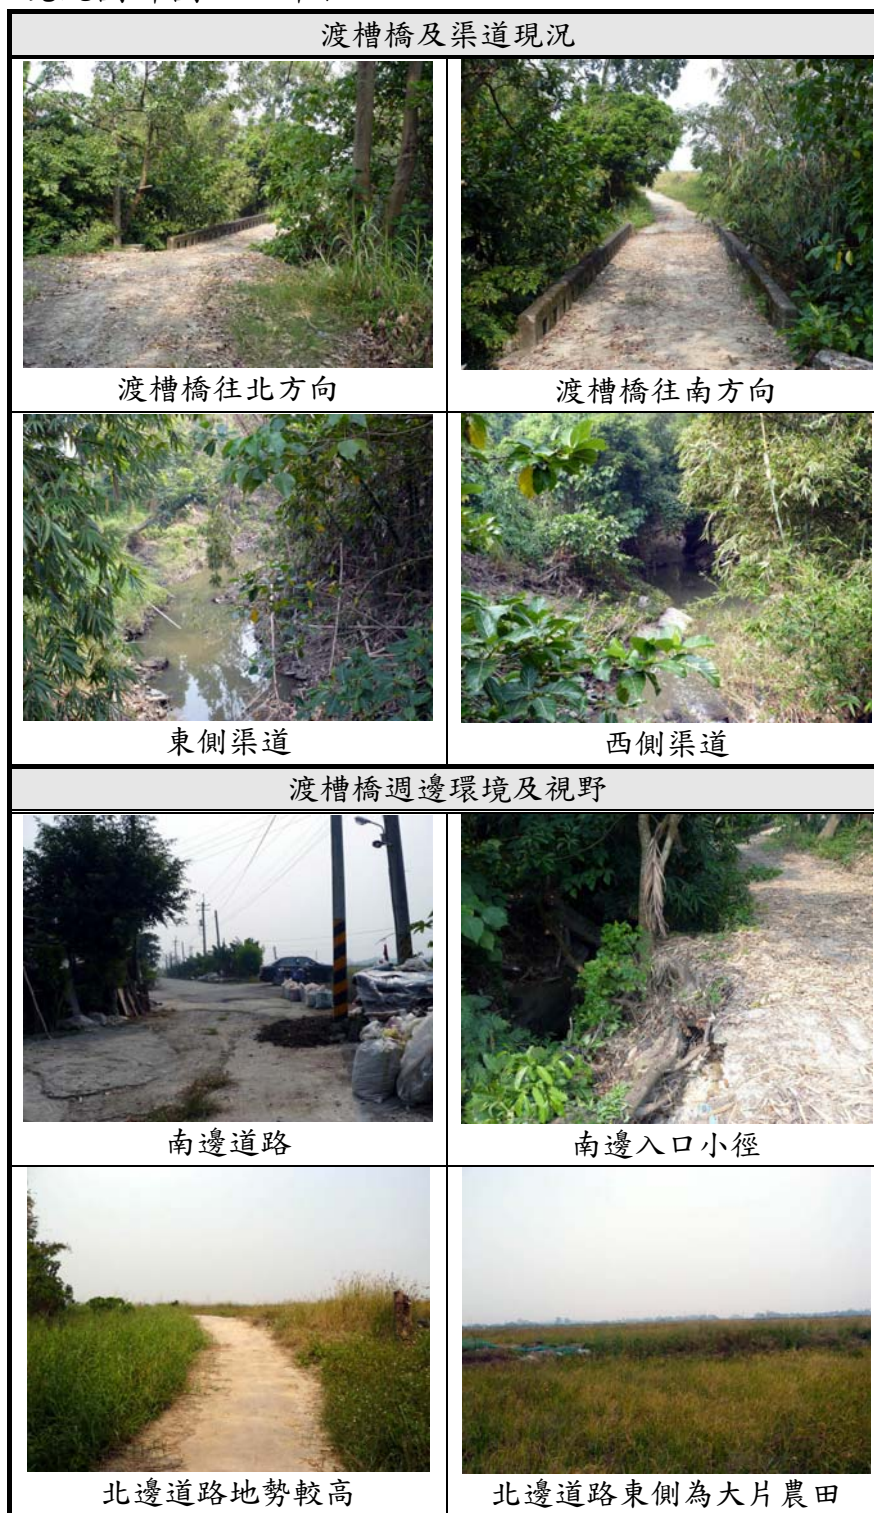 渡槽橋及渠道現況
渡槽橋往北方向
渡槽橋往南方向
東側渠道
西側渠道
渡槽橋週邊環境及視野
南邊道路
南邊入口小徑
北邊道路地勢較高
北邊道路東側為大片農田